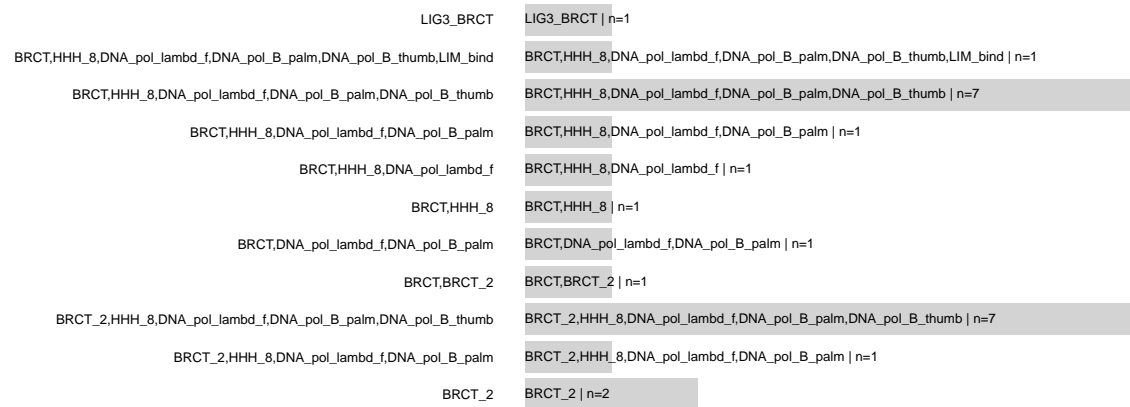 LIG3_BRCT LIG3_BRCT | n=1
BRCT,HHH_8,DNA_pol_lambd_f,DNA_pol_B_palm,DNA_pol_B_thumb,LIM_bind BRCT,HHH_8,DNA_pol_lambd_f,DNA_pol_B_palm,DNA_pol_B_thumb,LIM_bind | n=1
BRCT,HHH_8,DNA_pol_lambd_f,DNA_pol_B_palm,DNA_pol_B_thumb BRCT,HHH_8,DNA_pol_lambd_f,DNA_pol_B_palm,DNA_pol_B_thumb | n=7
BRCT,HHH_8,DNA_pol_lambd_f,DNA_pol_B_palm BRCT,HHH_8,DNA_pol_lambd_f,DNA_pol_B_palm | n=1
BRCT,HHH_8,DNA_pol_lambd_f BRCT,HHH_8,DNA_pol_lambd_f | n=1
BRCT,HHH_8 BRCT,HHH_8 | n=1
BRCT,DNA_pol_lambd_f,DNA_pol_B_palm BRCT,DNA_pol_lambd_f,DNA_pol_B_palm | n=1
BRCT,BRCT_2 BRCT,BRCT_2 | n=1
BRCT_2,HHH_8,DNA_pol_lambd_f,DNA_pol_B_palm,DNA_pol_B_thumb BRCT_2,HHH_8,DNA_pol_lambd_f,DNA_pol_B_palm,DNA_pol_B_thumb | n=7
BRCT_2,HHH_8,DNA_pol_lambd_f,DNA_pol_B_palm BRCT_2,HHH_8,DNA_pol_lambd_f,DNA_pol_B_palm | n=1
BRCT_2 BRCT_2 | n=2